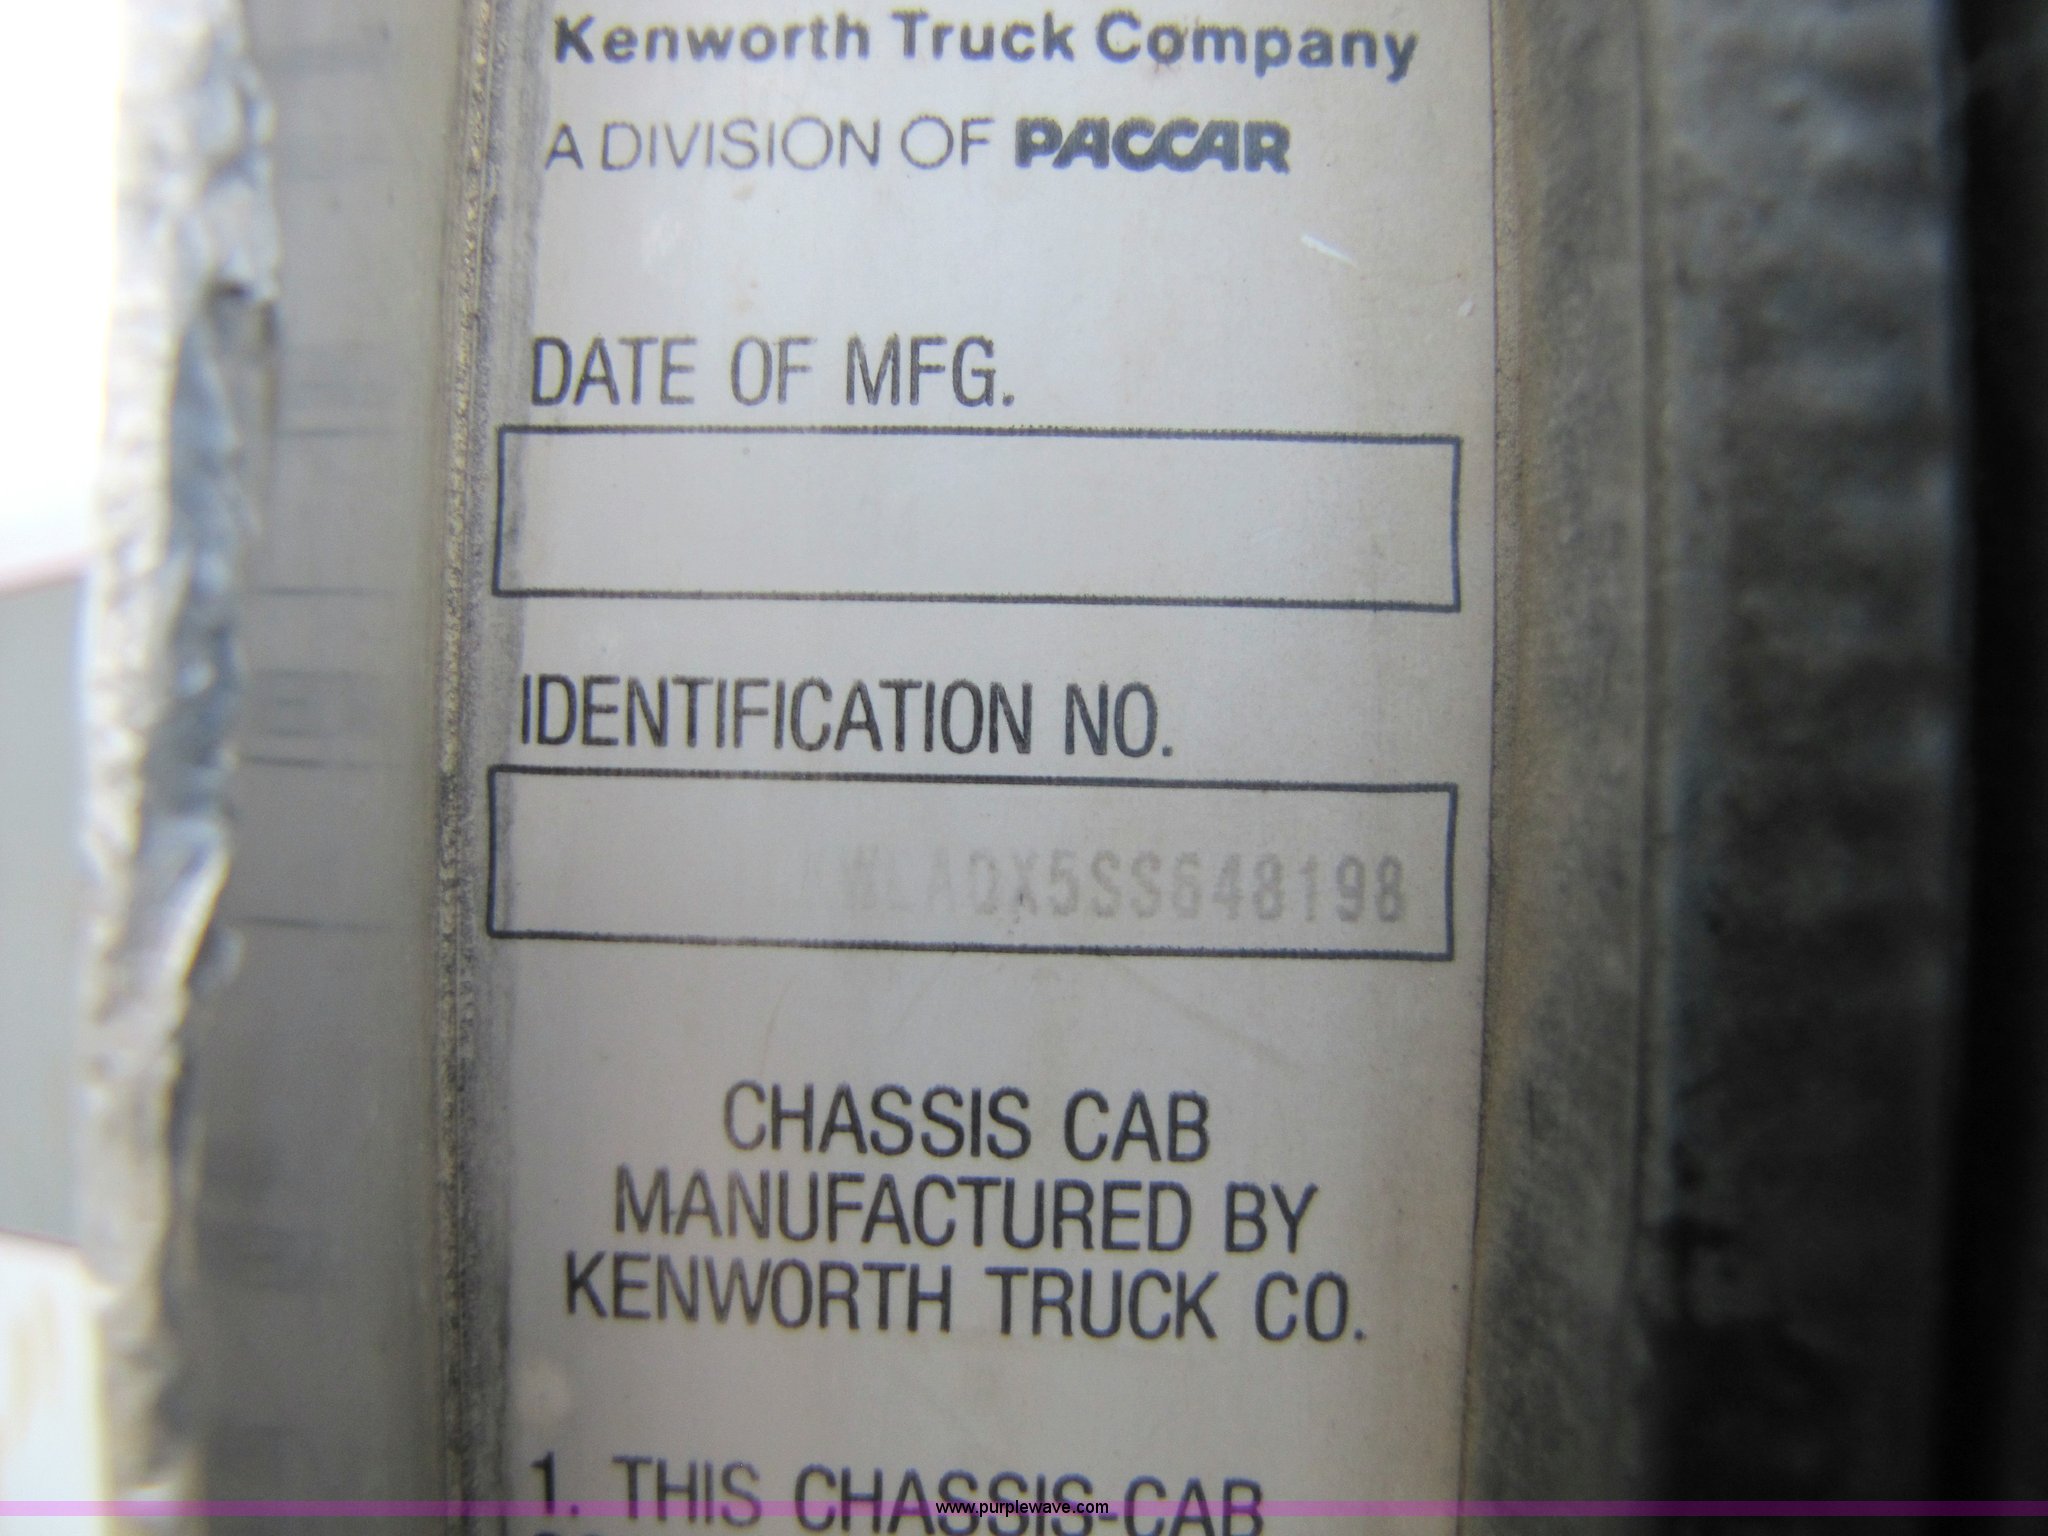 Kenworth Truck Company
A DIVISION OF PACCAR
DATE OF MFG.
IDENTIFICATION NO.
WLAOX5SS648198
CHASSIS CAB
MANUFACTURED BY
KENWORTH TRUCK CO.
1. THIS CHASSIS-CAB
www.purplewave.com